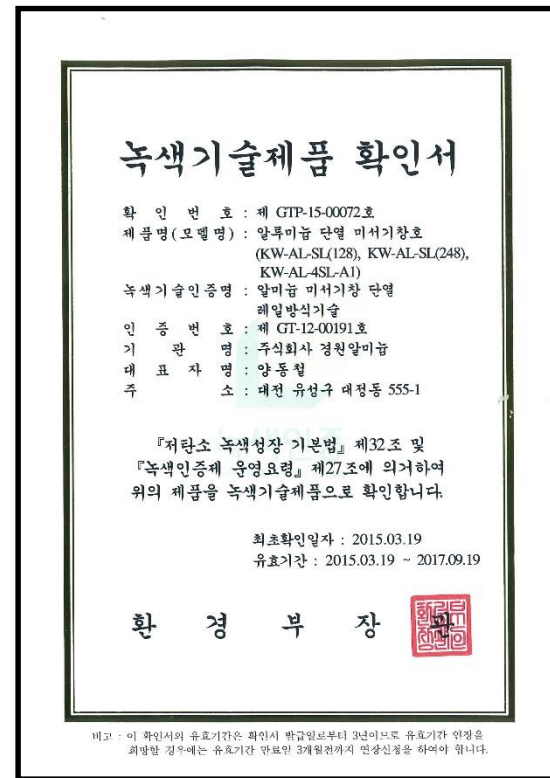 녹색기술제품 확인서
확 인 번 호 : 제 GTP-15-00072호
제품명(모델명) : 알루미늄 단열 미서기창호
(KW-AL-SL(128), KW-AL-SL(248),
KW-AL-4SL-A1)
녹색기술인증명 : 알미늄 미서기창 단열
레일방식기술
인 증 번 호 : 제 GT-12-00191호
기 관 명 : 주식회사 경원알미늄
대 표 자 명 : 양동철
주 소 : 대전 유성구 대정동 555-1
『저탄소 녹색성장 기본법』 제32조 및
『녹색인증제 운영요령』 제27조에 의거하여
위의 제품을 녹색기술제품으로 확인합니다.
최초확인일자 : 2015.03.19
유효기간 : 2015.03.19 ~ 2017.09.19
환 경 부 장 관
비고 : 이 확인서의 유효기간은 확인서 발급일로부터 3년이므로 유효기간 연장을
희망할 경우에는 유효기간 만료일 3개월전까지 연장신청을 하여야 합니다.